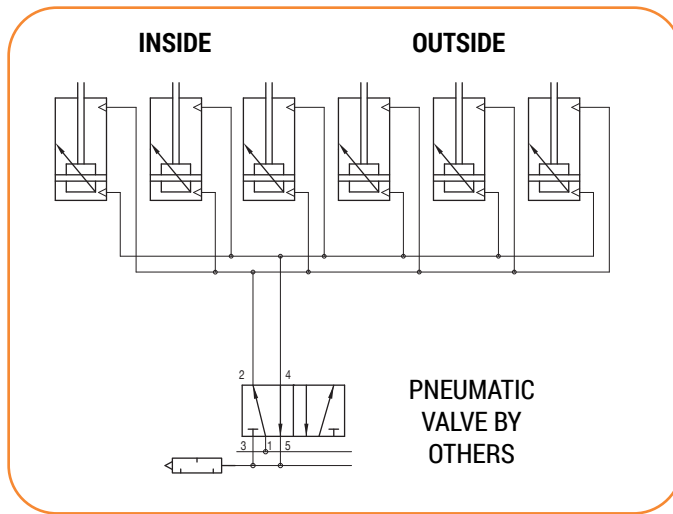 INSIDE
OUTSIDE
2
4
3
1
5
PNEUMATIC
VALVE BY
OTHERS